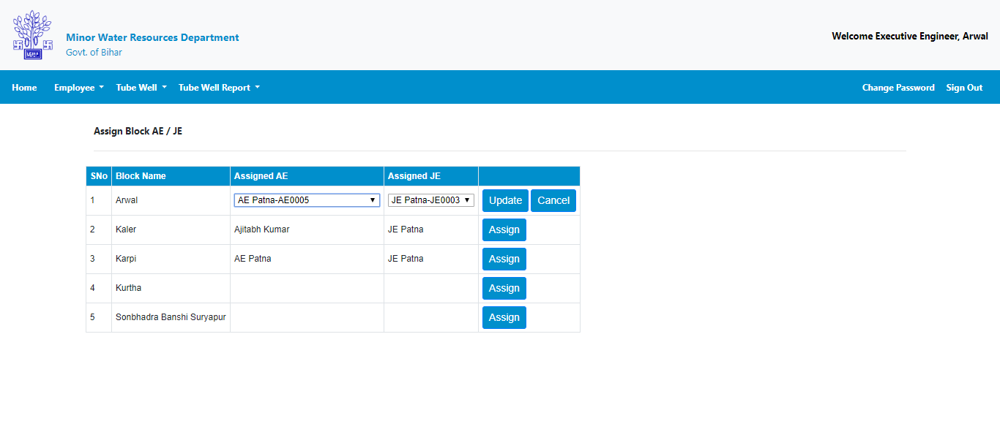 Minor Water Resources Department
Govt. of Bihar
Welcome Executive Engineer, Arwal
Home Employee Tube Well Tube Well Report Change Password Sign Out
Assign Block AE / JE
SNo Block Name Assigned AE Assigned JE
1 Arwal AE Patna-AE0005 JE Patna-JE0003 Update Cancel
2 Kaler Ajitabh Kumar JE Patna Assign
3 Karpi AE Patna JE Patna Assign
4 Kurtha Assign
5 Sonbhadra Banshi Suryapur Assign